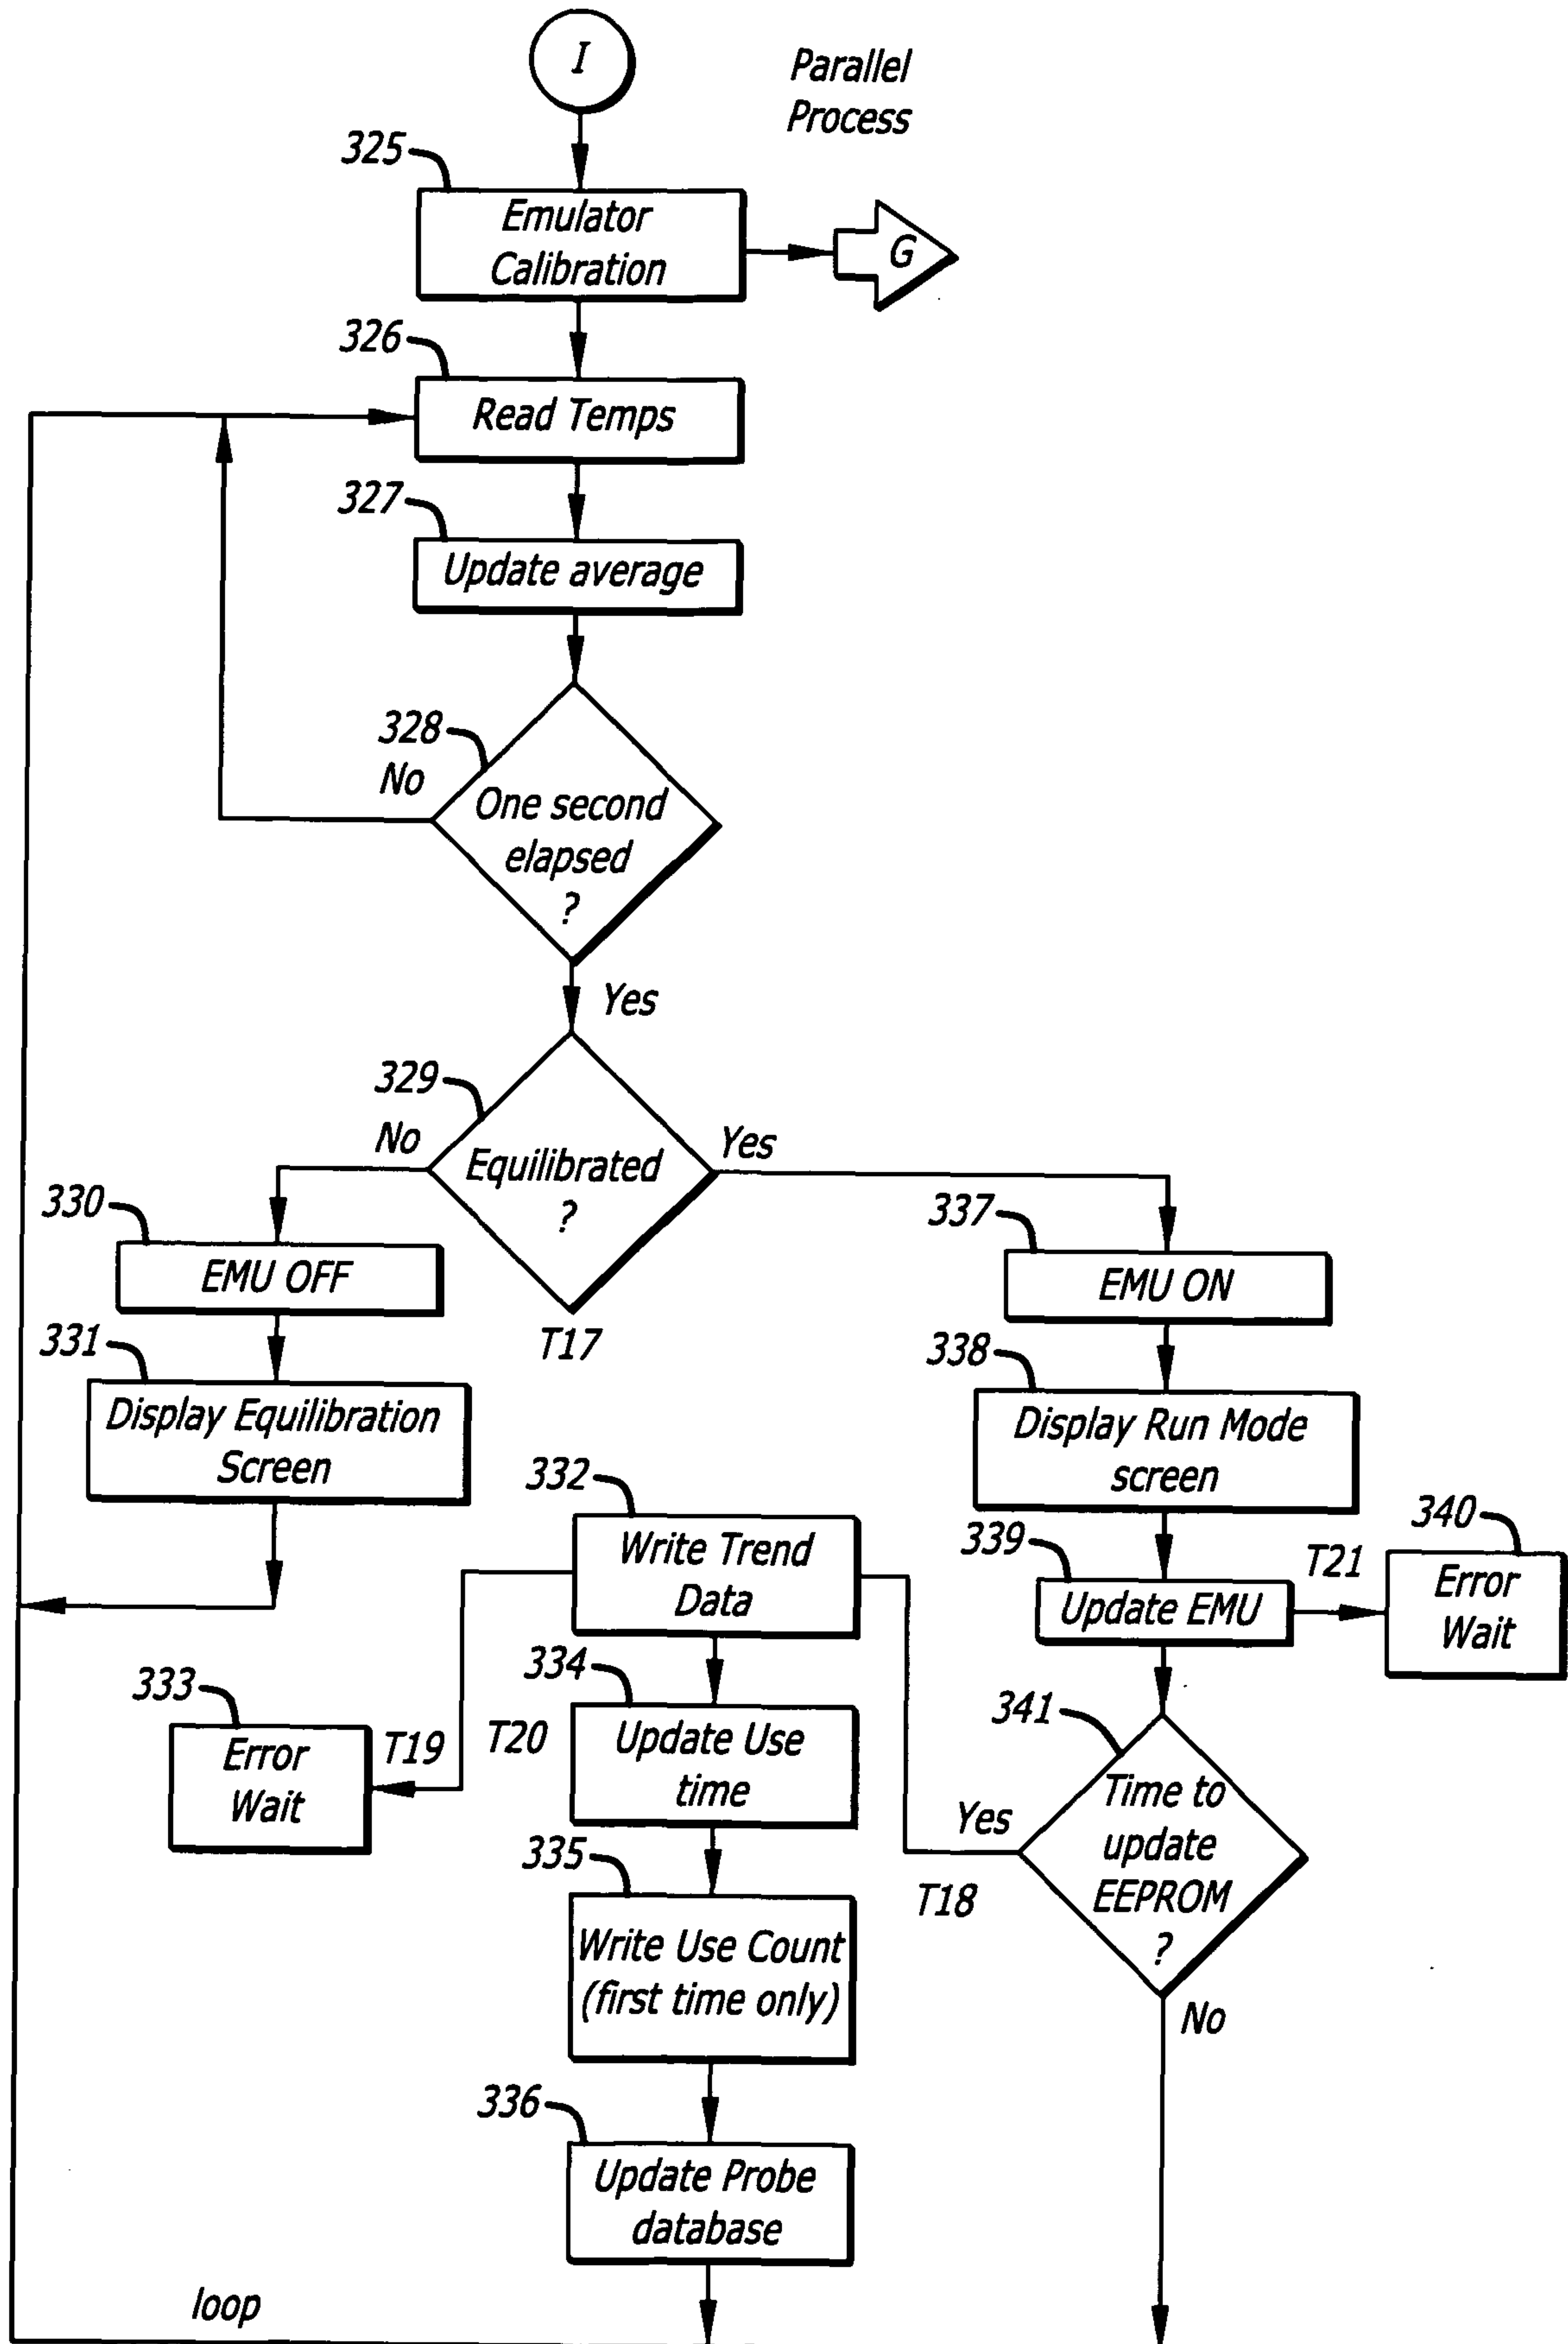 I
Parallel
Process
325
Emulator
Calibration
G
326
Read Temps
327
Update average
328
No
One second
elapsed
?
Yes
329
No
Equilibrated
?
Yes
T17
330
EMU OFF
331
Display Equilibration
Screen
337
EMU ON
338
Display Run Mode
screen
339
Update EMU
T21
340
Error
Wait
332
Write Trend
Data
333
Error
Wait
T19
T20
334
Update Use
time
335
Write Use Count
(first time only)
336
Update Probe
database
341
Time to
update
EEPROM
?
Yes
T18
No
loop